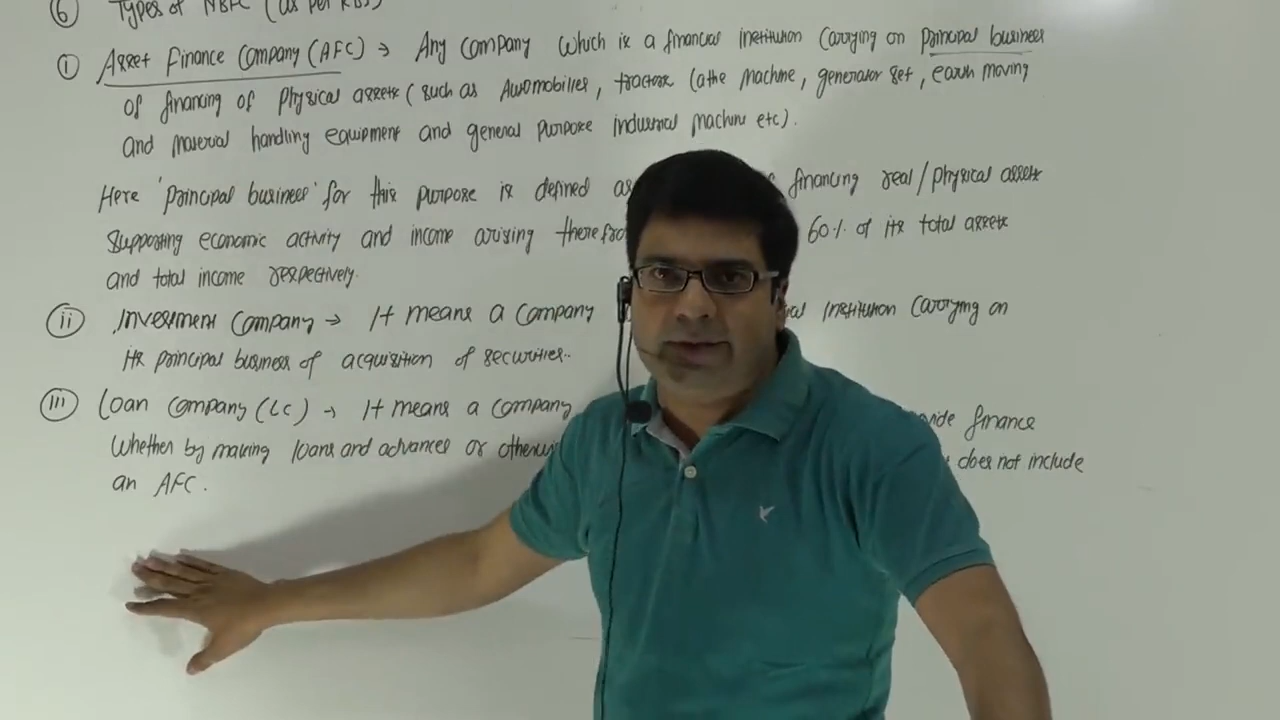 6 Types of NBFC (as per RBI)
i Asset Finance Company (AFC) → Any Company which is a financial institution carrying on principal business
of financing of physical assets (such as Automobiles, tractors, lathe machine, generator set, earth moving
and material handling equipment and general purpose industrial machine etc).
Here 'principal business' for this purpose is defined as financing real/physical assets
supporting economic activity and income arising 60% of its total assets
and total income respectively.
ii Investment Company → It means a Company Institution Carrying on
its principal business of acquisition of securities..
iii Loan Company (LC) → It means a Company finance
whether by making loans and advances or does not include
an AFC.